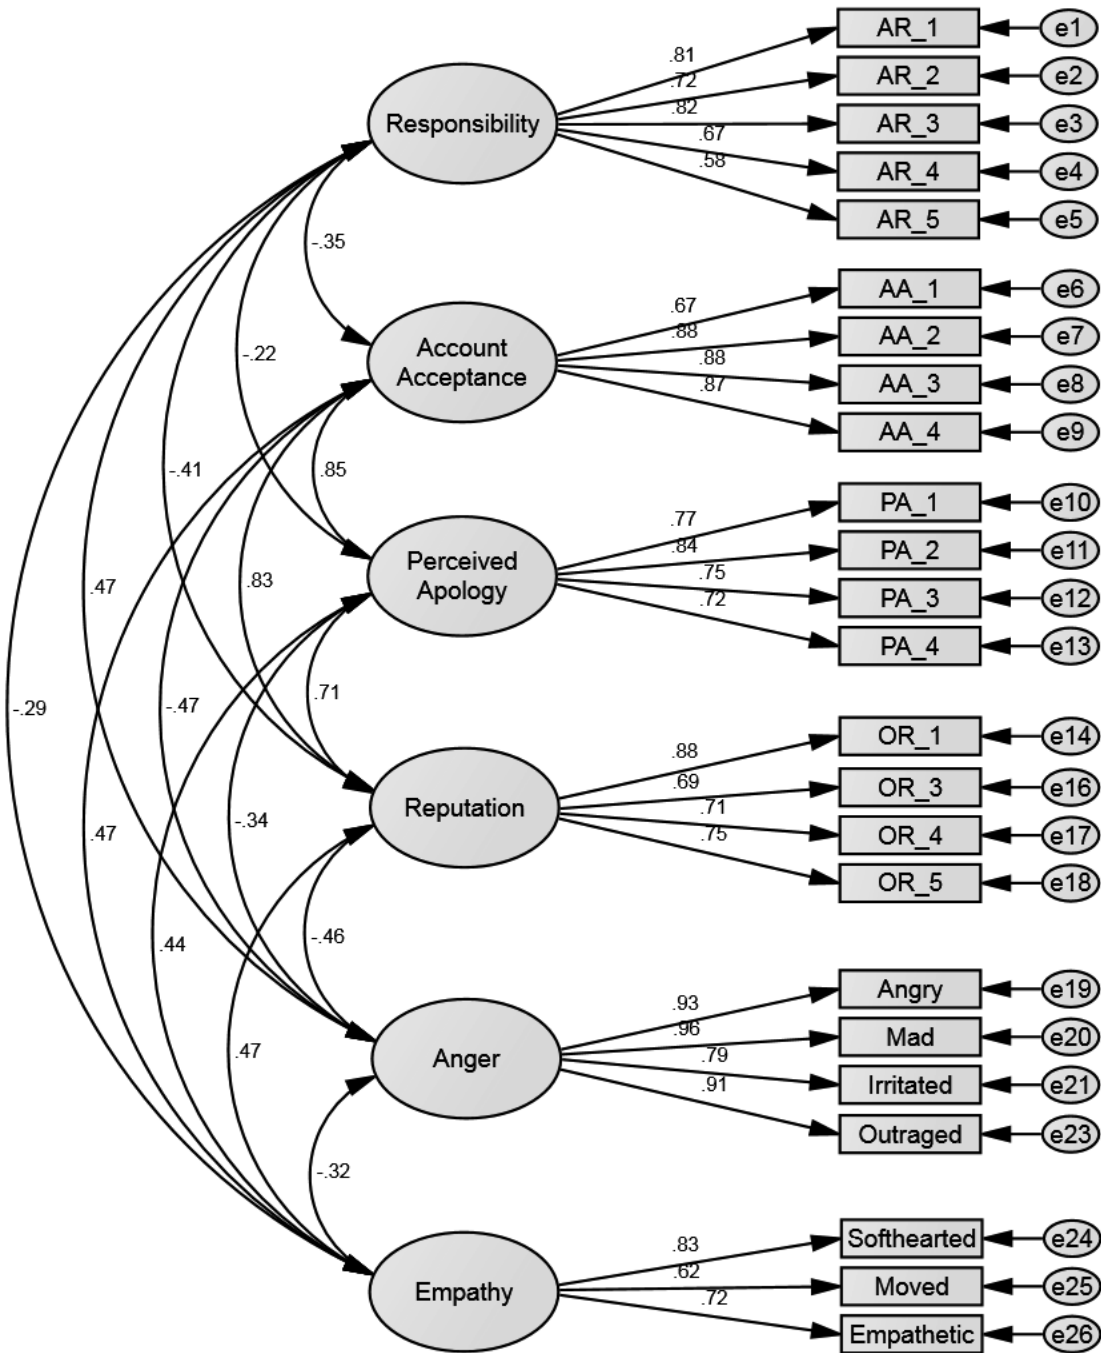 AR_1
e1
.81
AR_2
e2
.72
Responsibility
AR_3
e3
.82
AR_4
e4
.67
AR_5
e5
.58
-.35
AA_1
e6
.67
AA_2
e7
.88
Account
Acceptance
AA_3
e8
.88
AA_4
e9
.87
-.22
-.41
.85
PA_1
e10
.77
PA_2
e11
.84
Perceived
Apology
PA_3
e12
.75
PA_4
e13
.72
.47
.83
-.29
-.47
.71
OR_1
e14
.88
OR_3
e16
.69
Reputation
OR_4
e17
.71
OR_5
e18
.75
.47
-.34
.44
-.46
Angry
e19
.93
Mad
e20
.96
Anger
Irritated
e21
.79
Outraged
e23
.91
.47
-.32
Softhearted
e24
.83
Moved
e25
.62
Empathy
Empathetic
e26
.72